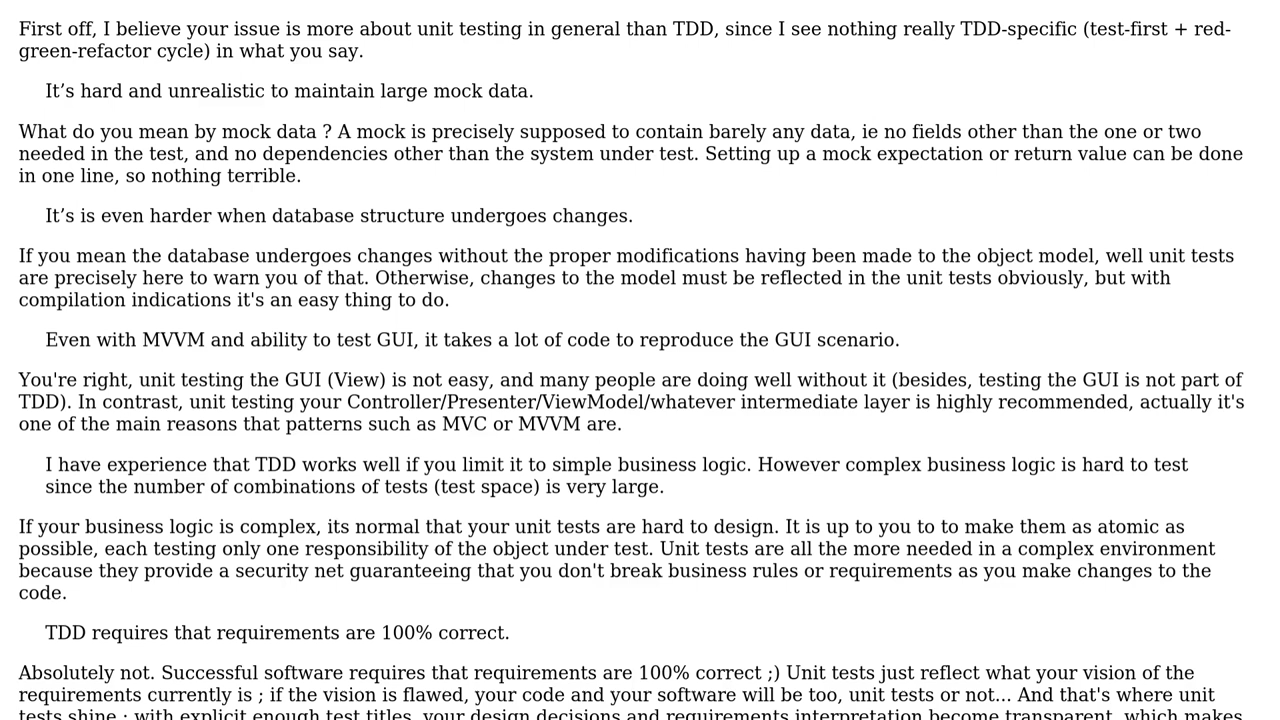 First off, I believe your issue is more about unit testing in general than TDD, since I see nothing really TDD-specific (test-first + red-
green-refactor cycle) in what you say.
It’s hard and unrealistic to maintain large mock data.
What do you mean by mock data ? A mock is precisely supposed to contain barely any data, ie no fields other than the one or two
needed in the test, and no dependencies other than the system under test. Setting up a mock expectation or return value can be done
in one line, so nothing terrible.
It’s is even harder when database structure undergoes changes.
If you mean the database undergoes changes without the proper modifications having been made to the object model, well unit tests
are precisely here to warn you of that. Otherwise, changes to the model must be reflected in the unit tests obviously, but with
compilation indications it's an easy thing to do.
Even with MVVM and ability to test GUI, it takes a lot of code to reproduce the GUI scenario.
You're right, unit testing the GUI (View) is not easy, and many people are doing well without it (besides, testing the GUI is not part of
TDD). In contrast, unit testing your Controller/Presenter/ViewModel/whatever intermediate layer is highly recommended, actually it's
one of the main reasons that patterns such as MVC or MVVM are.
I have experience that TDD works well if you limit it to simple business logic. However complex business logic is hard to test
since the number of combinations of tests (test space) is very large.
If your business logic is complex, its normal that your unit tests are hard to design. It is up to you to to make them as atomic as
possible, each testing only one responsibility of the object under test. Unit tests are all the more needed in a complex environment
because they provide a security net guaranteeing that you don't break business rules or requirements as you make changes to the
code.
TDD requires that requirements are 100% correct.
Absolutely not. Successful software requires that requirements are 100% correct ;) Unit tests just reflect what your vision of the
requirements currently is ; if the vision is flawed, your code and your software will be too, unit tests or not... And that's where unit
tests shine : with explicit enough test titles, your design decisions and requirements interpretation become transparent, which makes